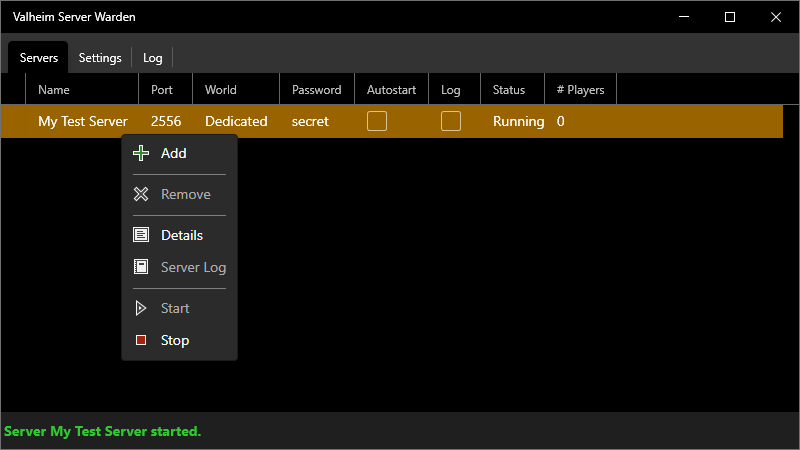 Valheim Server Warden
Servers Settings Log
Name Port World Password Autostart Log Status # Players
My Test Server 2556 Dedicated secret Running 0
Add
Remove
Details
Server Log
Start
Stop
Server My Test Server started.